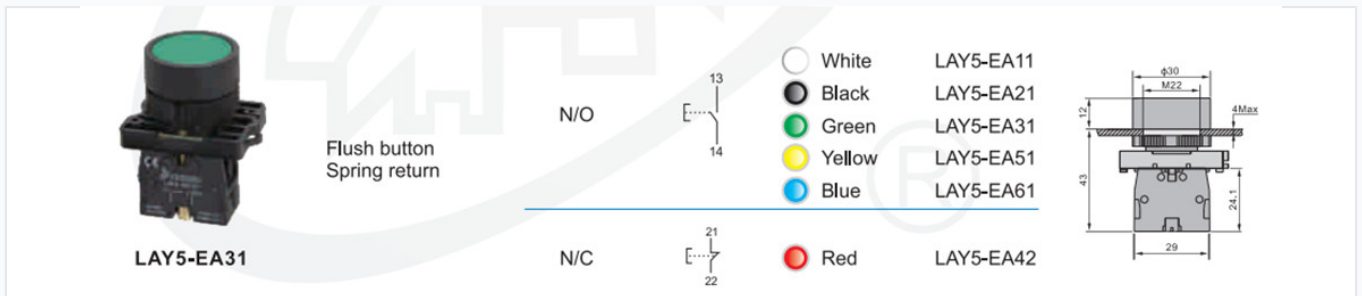 LAY5-EA31
Flush button
Spring return
N/O
13
14
White LAY5-EA11
Black LAY5-EA21
Green LAY5-EA31
Yellow LAY5-EA51
Blue LAY5-EA61
N/C
21
22
Red LAY5-EA42
ϕ30
M22
12
4Max
43
24.1
29
®